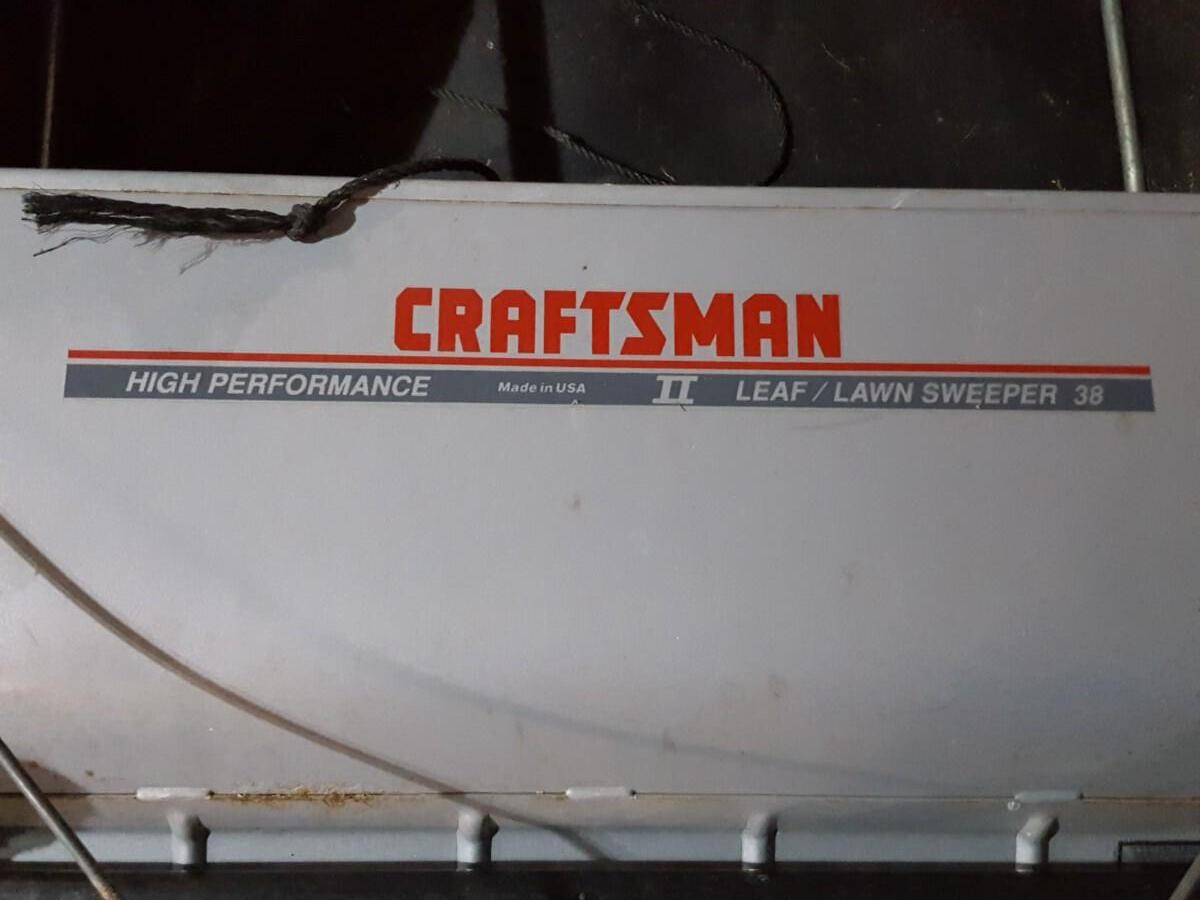 CRAFTSMAN
HIGH PERFORMANCE Made in USA II LEAF / LAWN SWEEPER 38